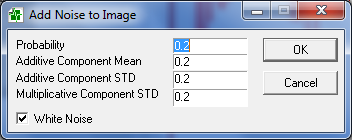 Add Noise to Image
Probability 0.2
OK
Additive Component Mean 0.2
Additive Component STD 0.2
Cancel
Multiplicative Component STD 0.2
White Noise